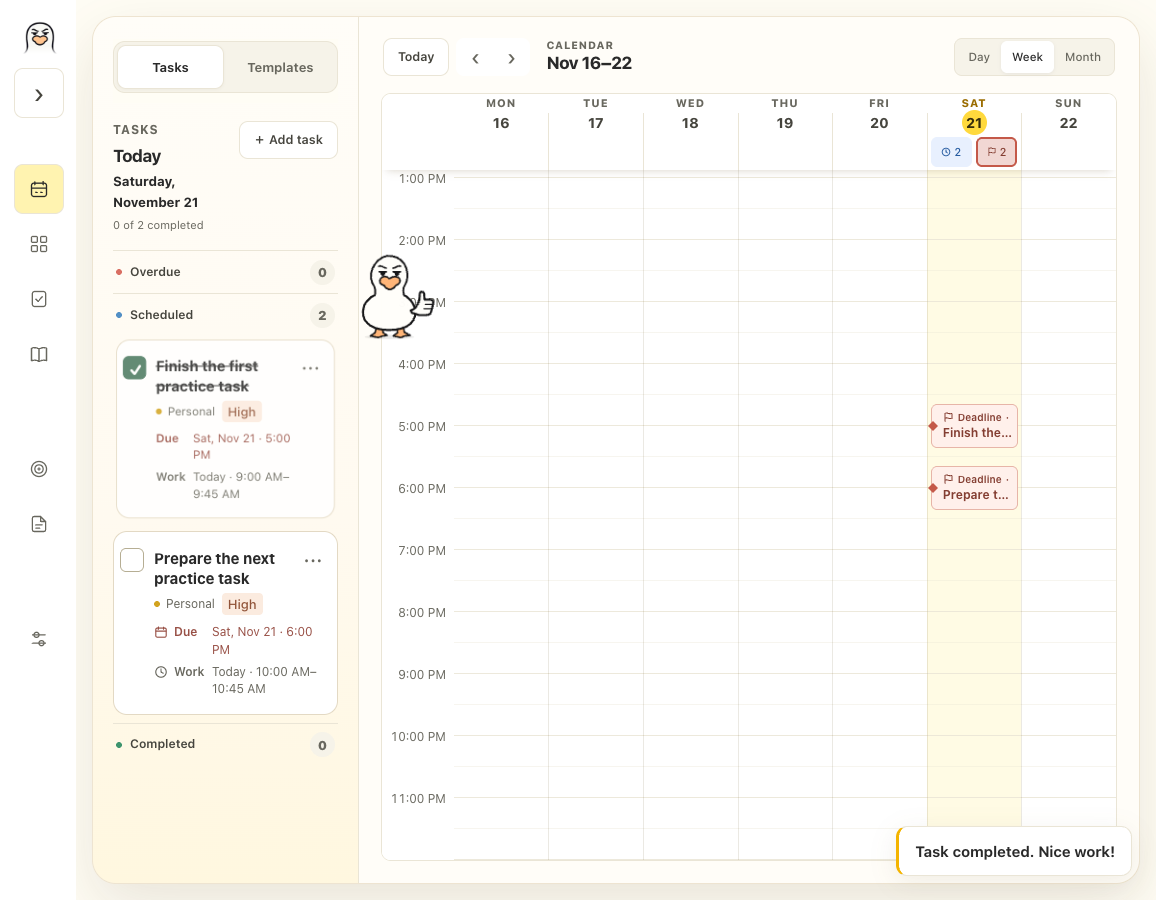 Tasks
Templates
TASKS
+ Add task
Today
Saturday,
November 21
0 of 2 completed
Overdue
0
Scheduled
2
Finish the first
practice task
Personal
High
Due
Sat, Nov 21 · 5:00
PM
Work
Today · 9:00 AM–
9:45 AM
Prepare the next
practice task
Personal
High
Due
Sat, Nov 21 · 6:00
PM
Work
Today · 10:00 AM–
10:45 AM
Completed
0
Today
CALENDAR
Nov 16–22
Day
Week
Month
MON
16
TUE
17
WED
18
THU
19
FRI
20
SAT
21
SUN
22
2
2
1:00 PM
2:00 PM
4:00 PM
5:00 PM
6:00 PM
7:00 PM
8:00 PM
9:00 PM
10:00 PM
11:00 PM
Deadline ·
Finish the...
Deadline ·
Prepare t...
Task completed. Nice work!